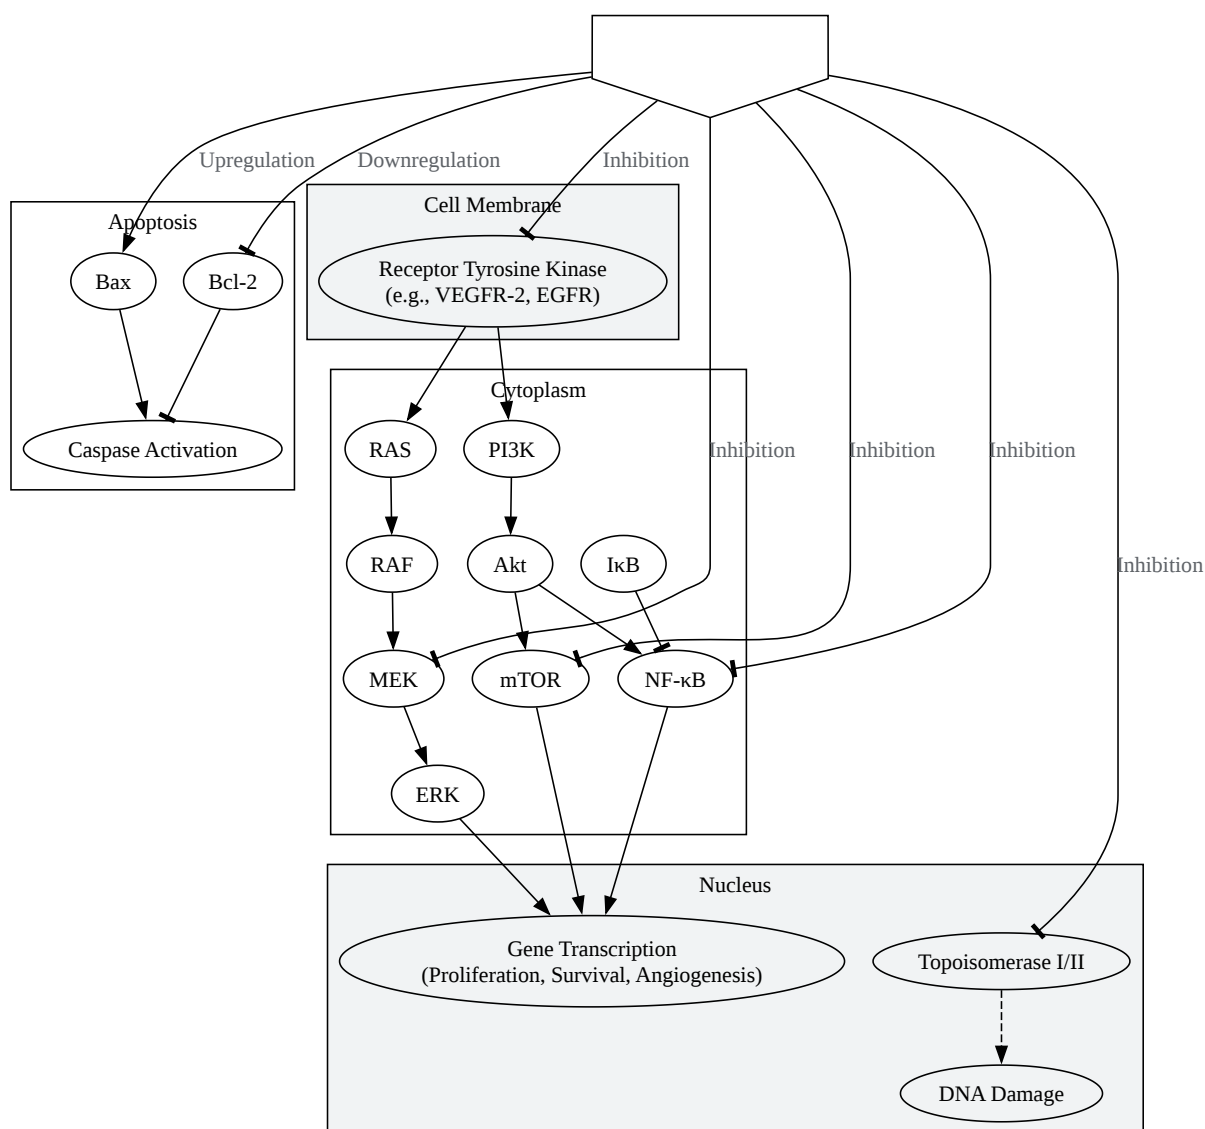 Upregulation
Downregulation
Inhibition
Cell Membrane
Apoptosis
Receptor Tyrosine Kinase
(e.g., VEGFR-2, EGFR)
Bax
Bcl-2
Cytoplasm
Caspase Activation
RAS
PI3K
Inhibition
Inhibition
Inhibition
RAF
Akt
IκB
Inhibition
MEK
mTOR
NF-κB
ERK
Nucleus
Gene Transcription
(Proliferation, Survival, Angiogenesis)
Topoisomerase I/II
DNA Damage